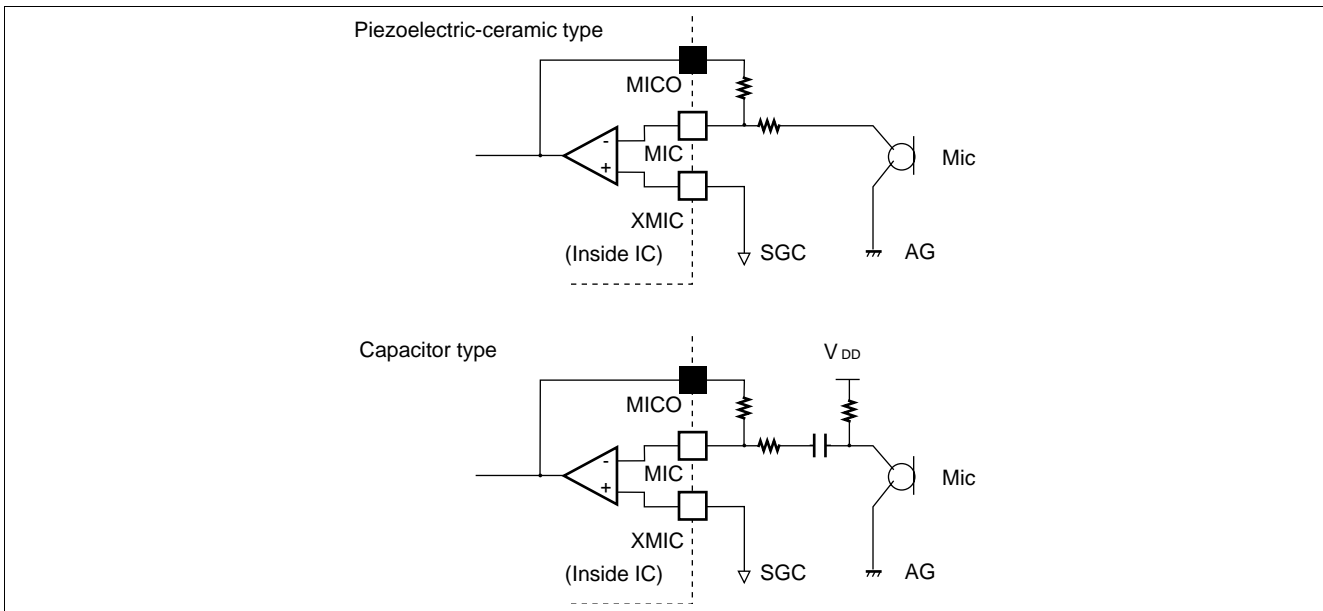 Piezoelectric-ceramic type
MICO
-
MIC
+
Mic
XMIC
(Inside IC)
SGC
AG
Capacitor type
V DD
MICO
-
MIC
+
Mic
XMIC
(Inside IC)
SGC
AG